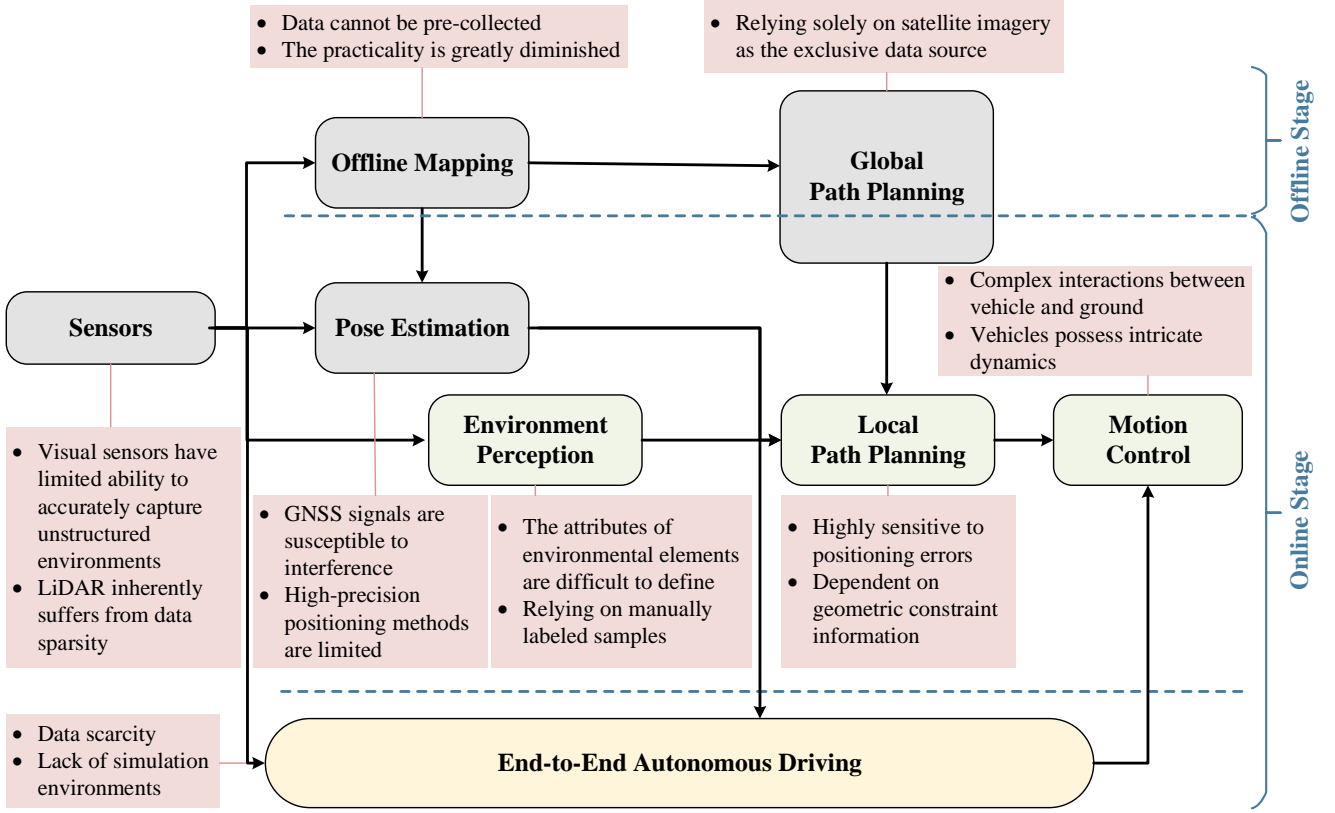 • Data cannot be pre-collected
• The practicality is greatly diminished
• Relying solely on satellite imagery
as the exclusive data source
Offline Stage
Offline Mapping
Global
Path Planning
Sensors
Pose Estimation
• Complex interactions between
vehicle and ground
• Vehicles possess intricate
dynamics
Environment
Perception
Local
Path Planning
Motion
Control
Online Stage
• Visual sensors have
limited ability to
accurately capture
unstructured
environments
• LiDAR inherently
suffers from data
sparsity
• GNSS signals are
susceptible to
interference
• High-precision
positioning methods
are limited
• The attributes of
environmental elements
are difficult to define
• Relying on manually
labeled samples
• Highly sensitive to
positioning errors
• Dependent on
geometric constraint
information
• Data scarcity
• Lack of simulation
environments
End-to-End Autonomous Driving